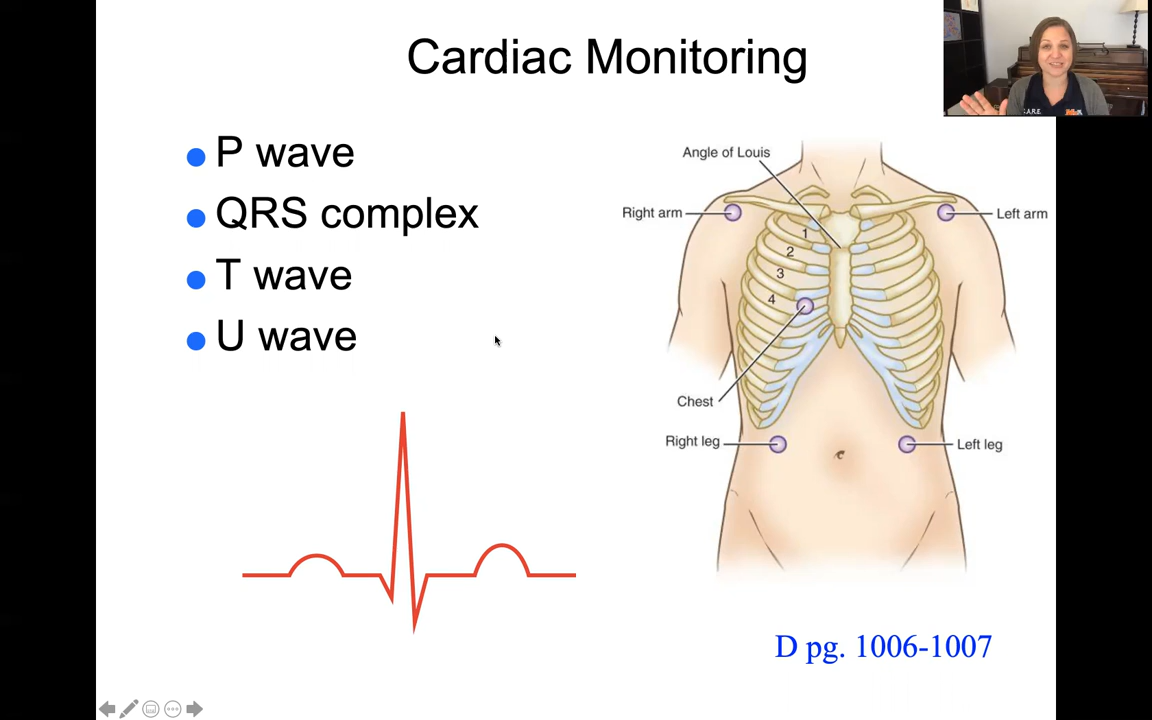 Cardiac Monitoring
P wave
QRS complex
T wave
U wave
Angle of Louis
Right arm
Left arm
1
2
3
4
Chest
Right leg
Left leg
D pg. 1006-1007